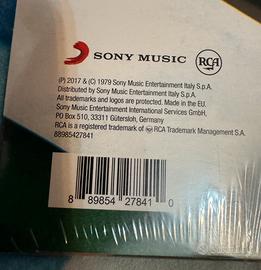 SONY MUSIC RCA
(P) 2017 & (C) 1979 Sony Music Entertainment Italy S.p.A.
Distributed by Sony Music Entertainment Italy S.p.A.
All trademarks and logos are protected. Made in the EU.
Sony Music Entertainment International Services GmbH,
PO Box 510, 33311 Gütersloh, Germany
RCA is a registered trademark of RCA Trademark Management S.A.
88985427841
8 89854 27841 0